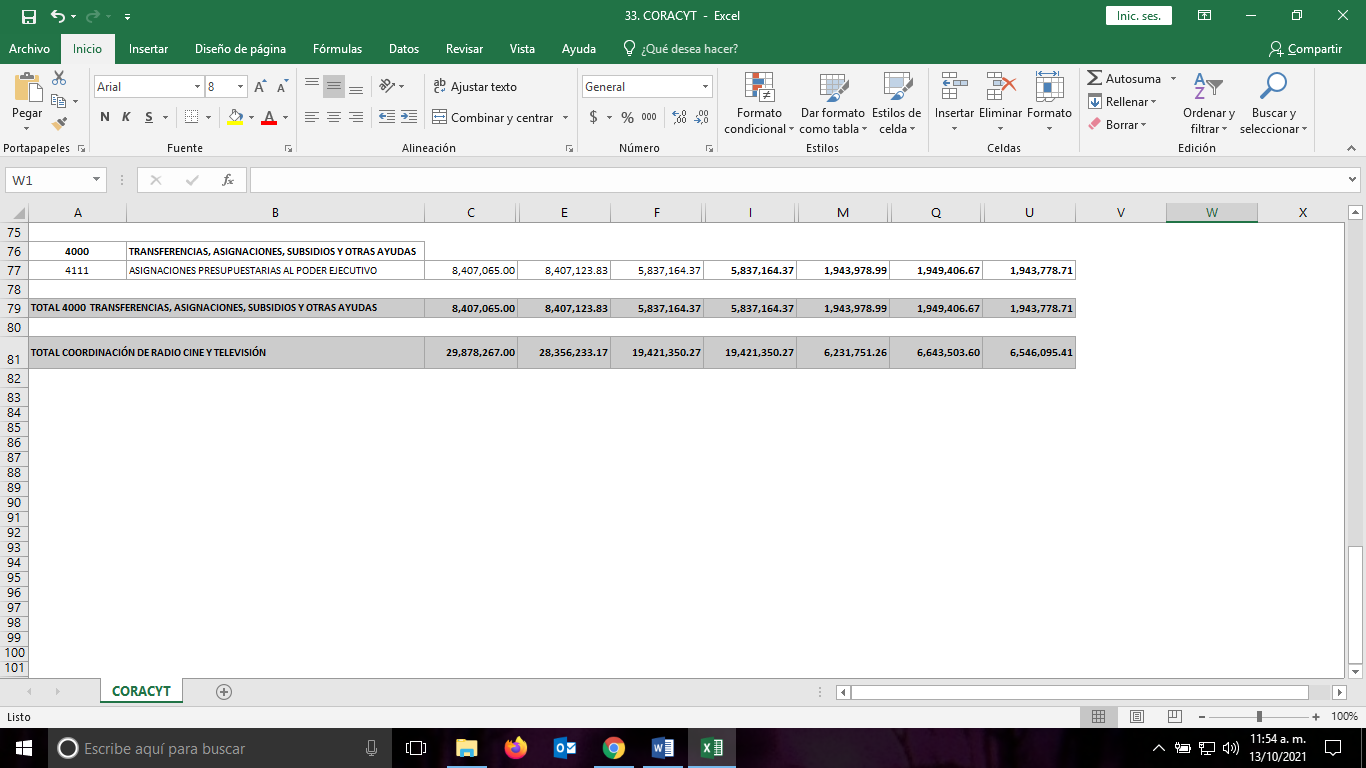 33. CORACYT - Excel
Inic. ses.
Archivo Inicio Insertar Diseño de página Fórmulas Datos Revisar Vista Ayuda ¿Qué desea hacer? Compartir
Pegar
Arial 8
N K S
Ajustar texto
Combinar y centrar
General
$ % 000
Formato condicional
Dar formato como tabla
Estilos de celda
Insertar Eliminar Formato
Autosuma
Rellenar
Borrar
Ordenar y filtrar
Buscar y seleccionar
Portapapeles Fuente Alineación Número Estilos Celdas Edición
W1 fx
A B C E F I M Q U V W X
75
76 4000 TRANSFERENCIAS, ASIGNACIONES, SUBSIDIOS Y OTRAS AYUDAS
77 4111 ASIGNACIONES PRESUPUESTARIAS AL PODER EJECUTIVO 8,407,065.00 8,407,123.83 5,837,164.37 5,837,164.37 1,943,978.99 1,949,406.67 1,943,778.71
78
79 TOTAL 4000 TRANSFERENCIAS, ASIGNACIONES, SUBSIDIOS Y OTRAS AYUDAS 8,407,065.00 8,407,123.83 5,837,164.37 5,837,164.37 1,943,978.99 1,949,406.67 1,943,778.71
80
81 TOTAL COORDINACIÓN DE RADIO CINE Y TELEVISIÓN 29,878,267.00 28,356,233.17 19,421,350.27 19,421,350.27 6,231,751.26 6,643,503.60 6,546,095.41
82
83
84
85
86
87
88
89
90
91
92
93
94
95
96
97
98
99
100
101
CORACYT
Listo 100%
Escribe aquí para buscar
11:54 a. m.
13/10/2021